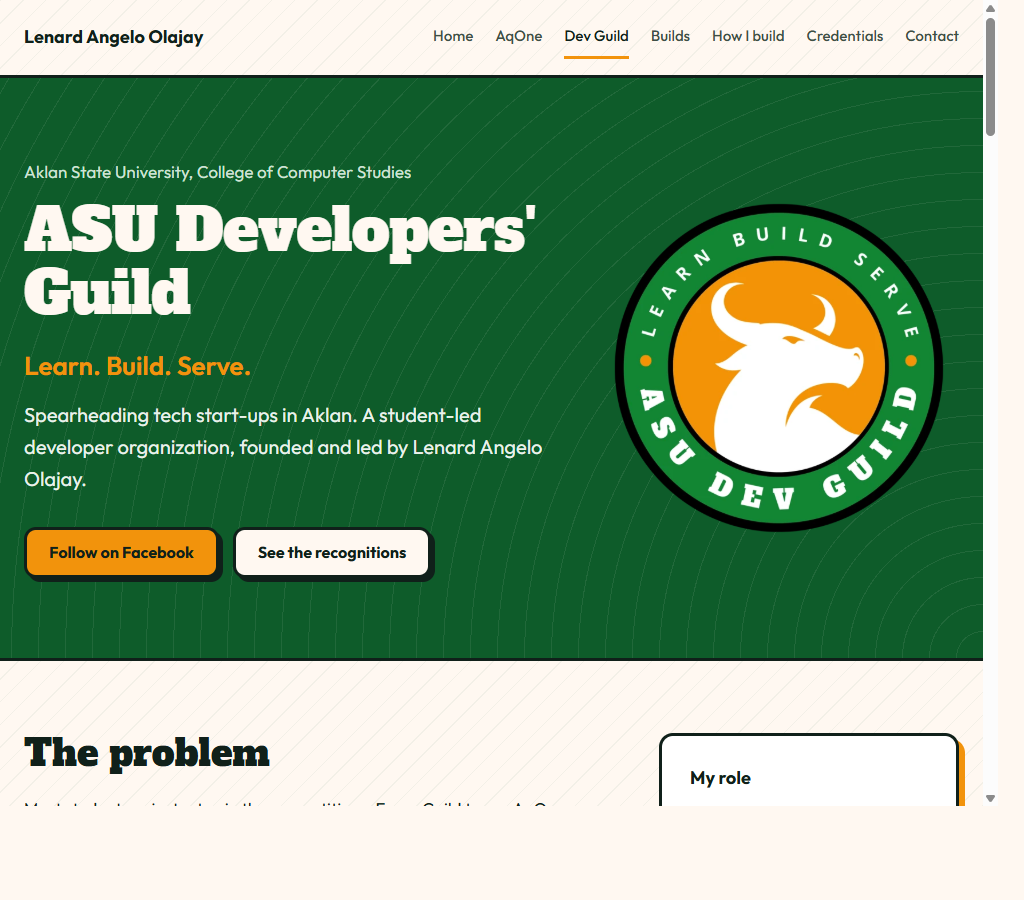 Lenard Angelo Olajay
Home AqOne Dev Guild Builds How I build Credentials Contact
Aklan State University, College of Computer Studies
ASU Developers'
Guild
Learn. Build. Serve.
Spearheading tech start-ups in Aklan. A student-led
developer organization, founded and led by Lenard Angelo
Olajay.
Follow on Facebook
See the recognitions
LEARN BUILD SERVE
ASU DEV GUILD
The problem
My role